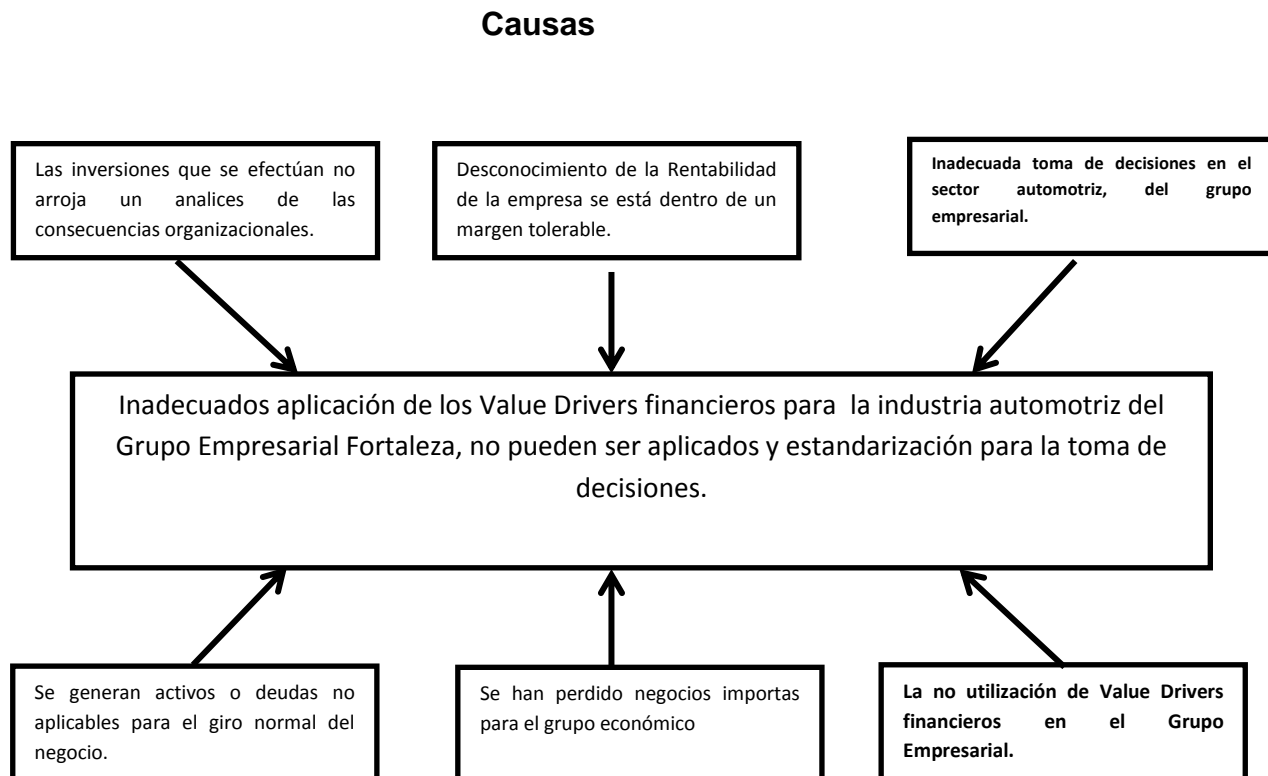 Causas
Las inversiones que se efectúan no
arroja un analices de las
consecuencias organizacionales.
Desconocimiento de la Rentabilidad
de la empresa se está dentro de un
margen tolerable.
Inadecuada toma de decisiones en el
sector automotriz, del grupo
empresarial.
Inadecuados aplicación de los Value Drivers financieros para la industria automotriz del
Grupo Empresarial Fortaleza, no pueden ser aplicados y estandarización para la toma de
decisiones.
Se generan activos o deudas no
aplicables para el giro normal del
negocio.
Se han perdido negocios importas
para el grupo económico
La no utilización de Value Drivers
financieros en el Grupo
Empresarial.